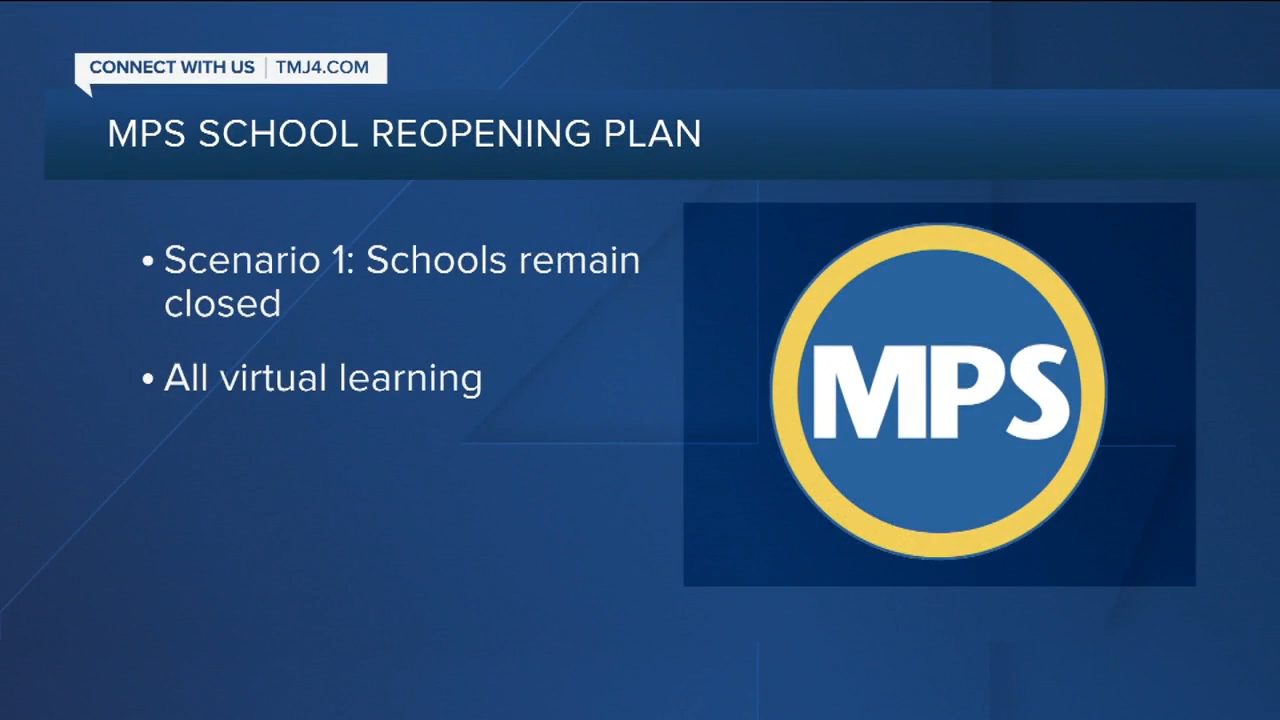 CONNECT WITH US | TMJ4.COM
MPS SCHOOL REOPENING PLAN
• Scenario 1: Schools remain
closed
• All virtual learning
MPS